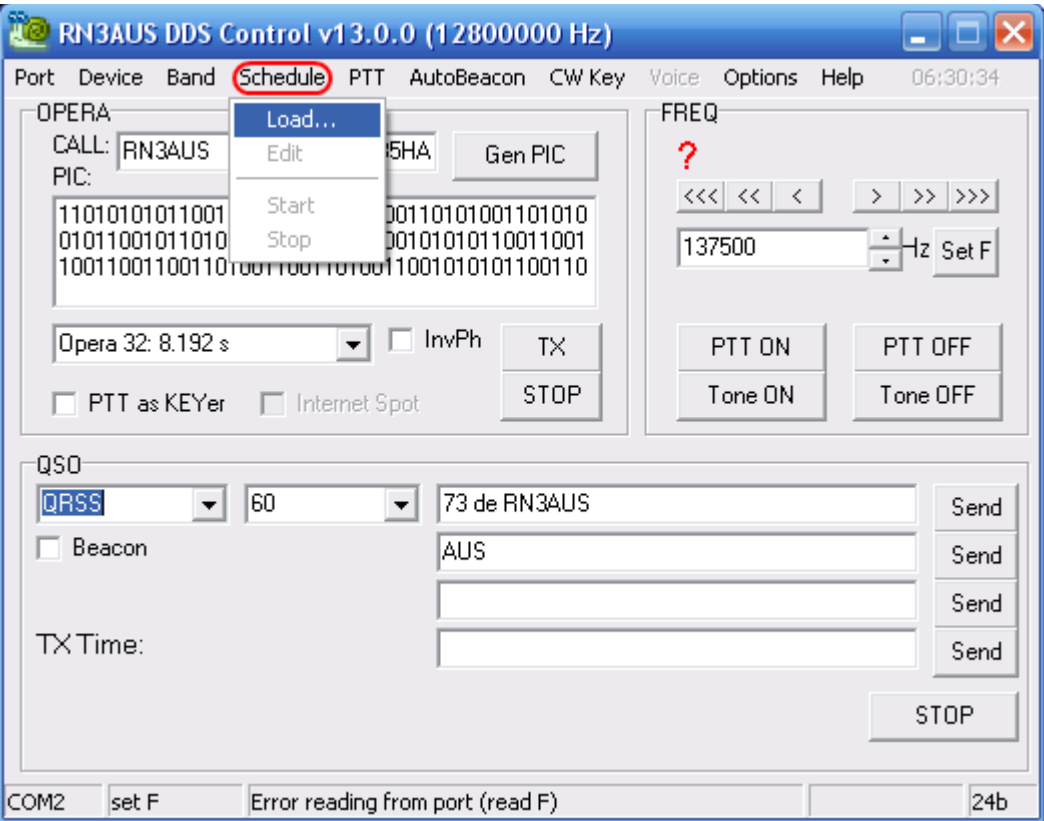 RN3AUS DDS Control v13.0.0 (12800000 Hz)
Port Device Band Schedule PTT AutoBeacon CW Key Voice Options Help 06:30:34
OPERA
CALL: RN3AUS 5HA Gen PIC
PIC:
Load...
Edit
Start
Stop
11010101011001 00110101001101010
01011001011010 00101010110011001
10011001100110100110011010011001010101100110
Opera 32: 8.192 s InvPh TX
PTT as KEYer Internet Spot STOP
FREQ
?
<<< << < > >> >>>
137500 Hz Set F
PTT ON PTT OFF
Tone ON Tone OFF
QSO
QRSS 60 73 de RN3AUS Send
Beacon AUS Send
Send
TX Time: Send
STOP
COM2 set F Error reading from port (read F) 24b